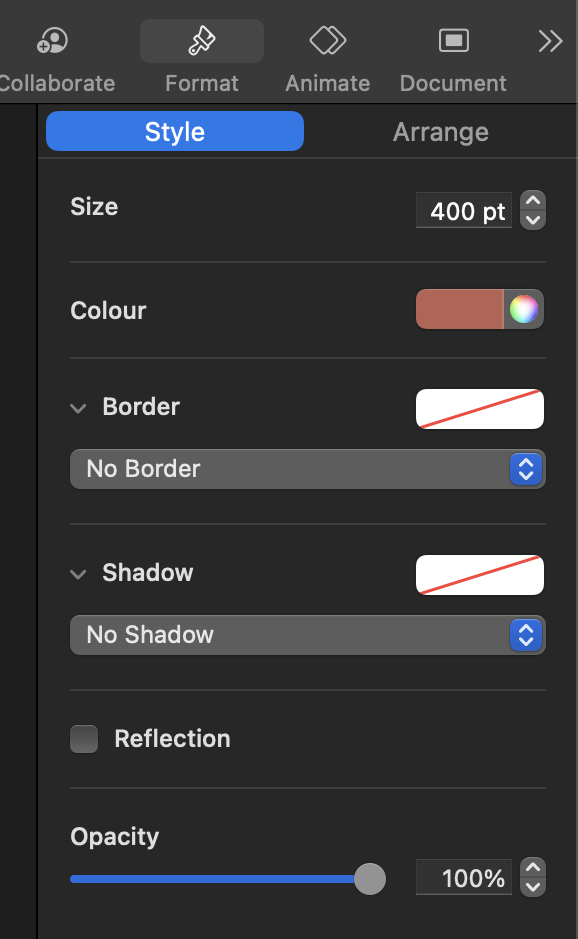 Collaborate Format Animate Document
Style Arrange
Size 400 pt
Colour
Border
No Border
Shadow
No Shadow
Reflection
Opacity
100%